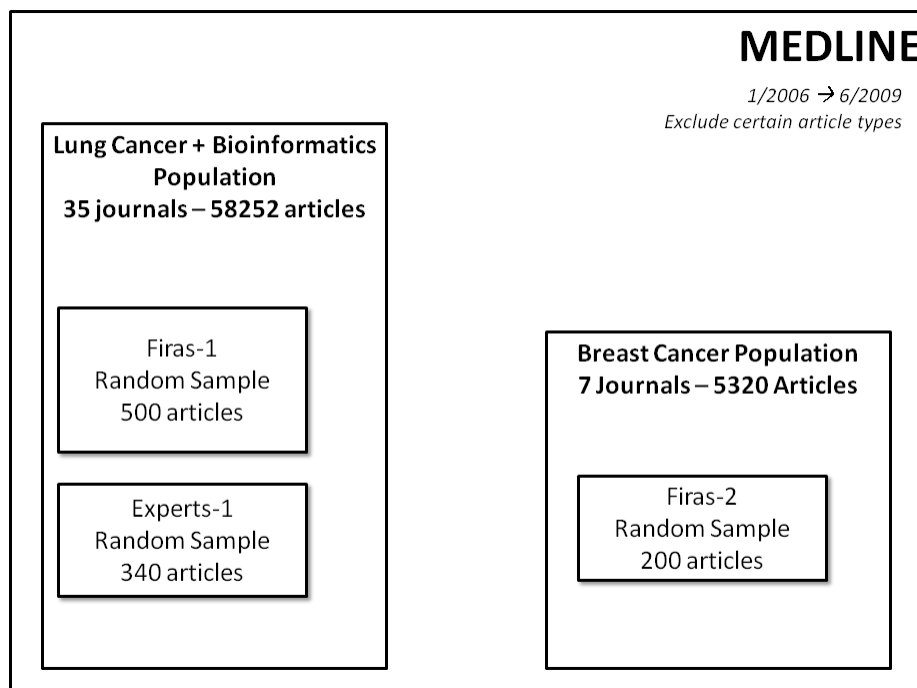 MEDLINE
1/2006 → 6/2009
Exclude certain article types
Lung Cancer + Bioinformatics
Population
35 journals – 58252 articles
Firas-1
Random Sample
500 articles
Experts-1
Random Sample
340 articles
Breast Cancer Population
7 Journals – 5320 Articles
Firas-2
Random Sample
200 articles